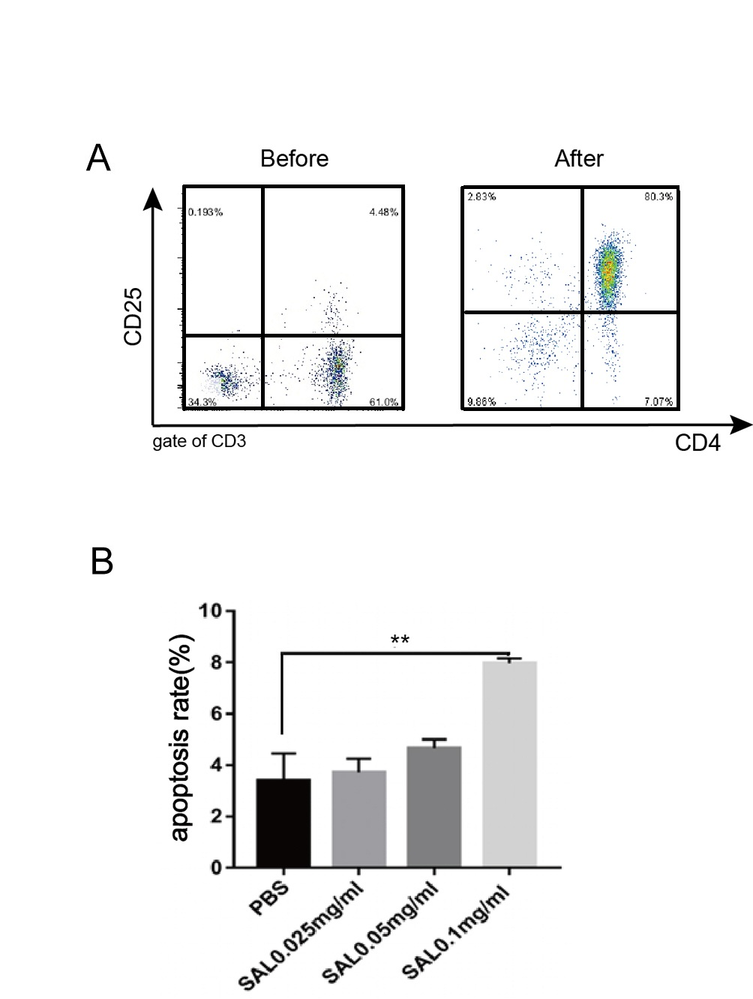 A
Before
After
0.193%
4.48%
2.83%
80.3%
CD25
34.3%
61.0%
9.86%
7.07%
gate of CD3
CD4
B
apoptosis rate(%)
10
8
6
4
2
0
**
PBS
SAL0.025mg/ml
SAL0.05mg/ml
SAL0.1mg/ml